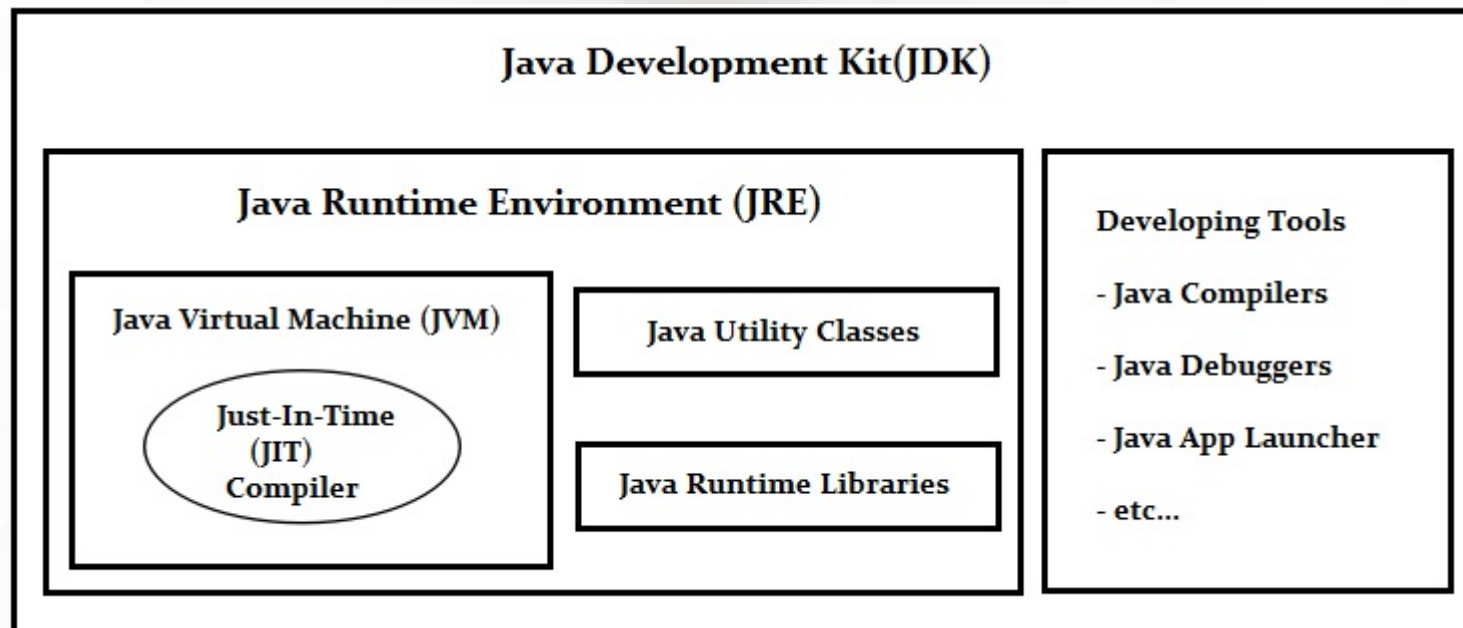 Java Development Kit(JDK)
Java Runtime Environment (JRE)
Java Virtual Machine (JVM)
Just-In-Time
(JIT)
Compiler
Java Utility Classes
Java Runtime Libraries
Developing Tools
- Java Compilers
- Java Debuggers
- Java App Launcher
- etc...